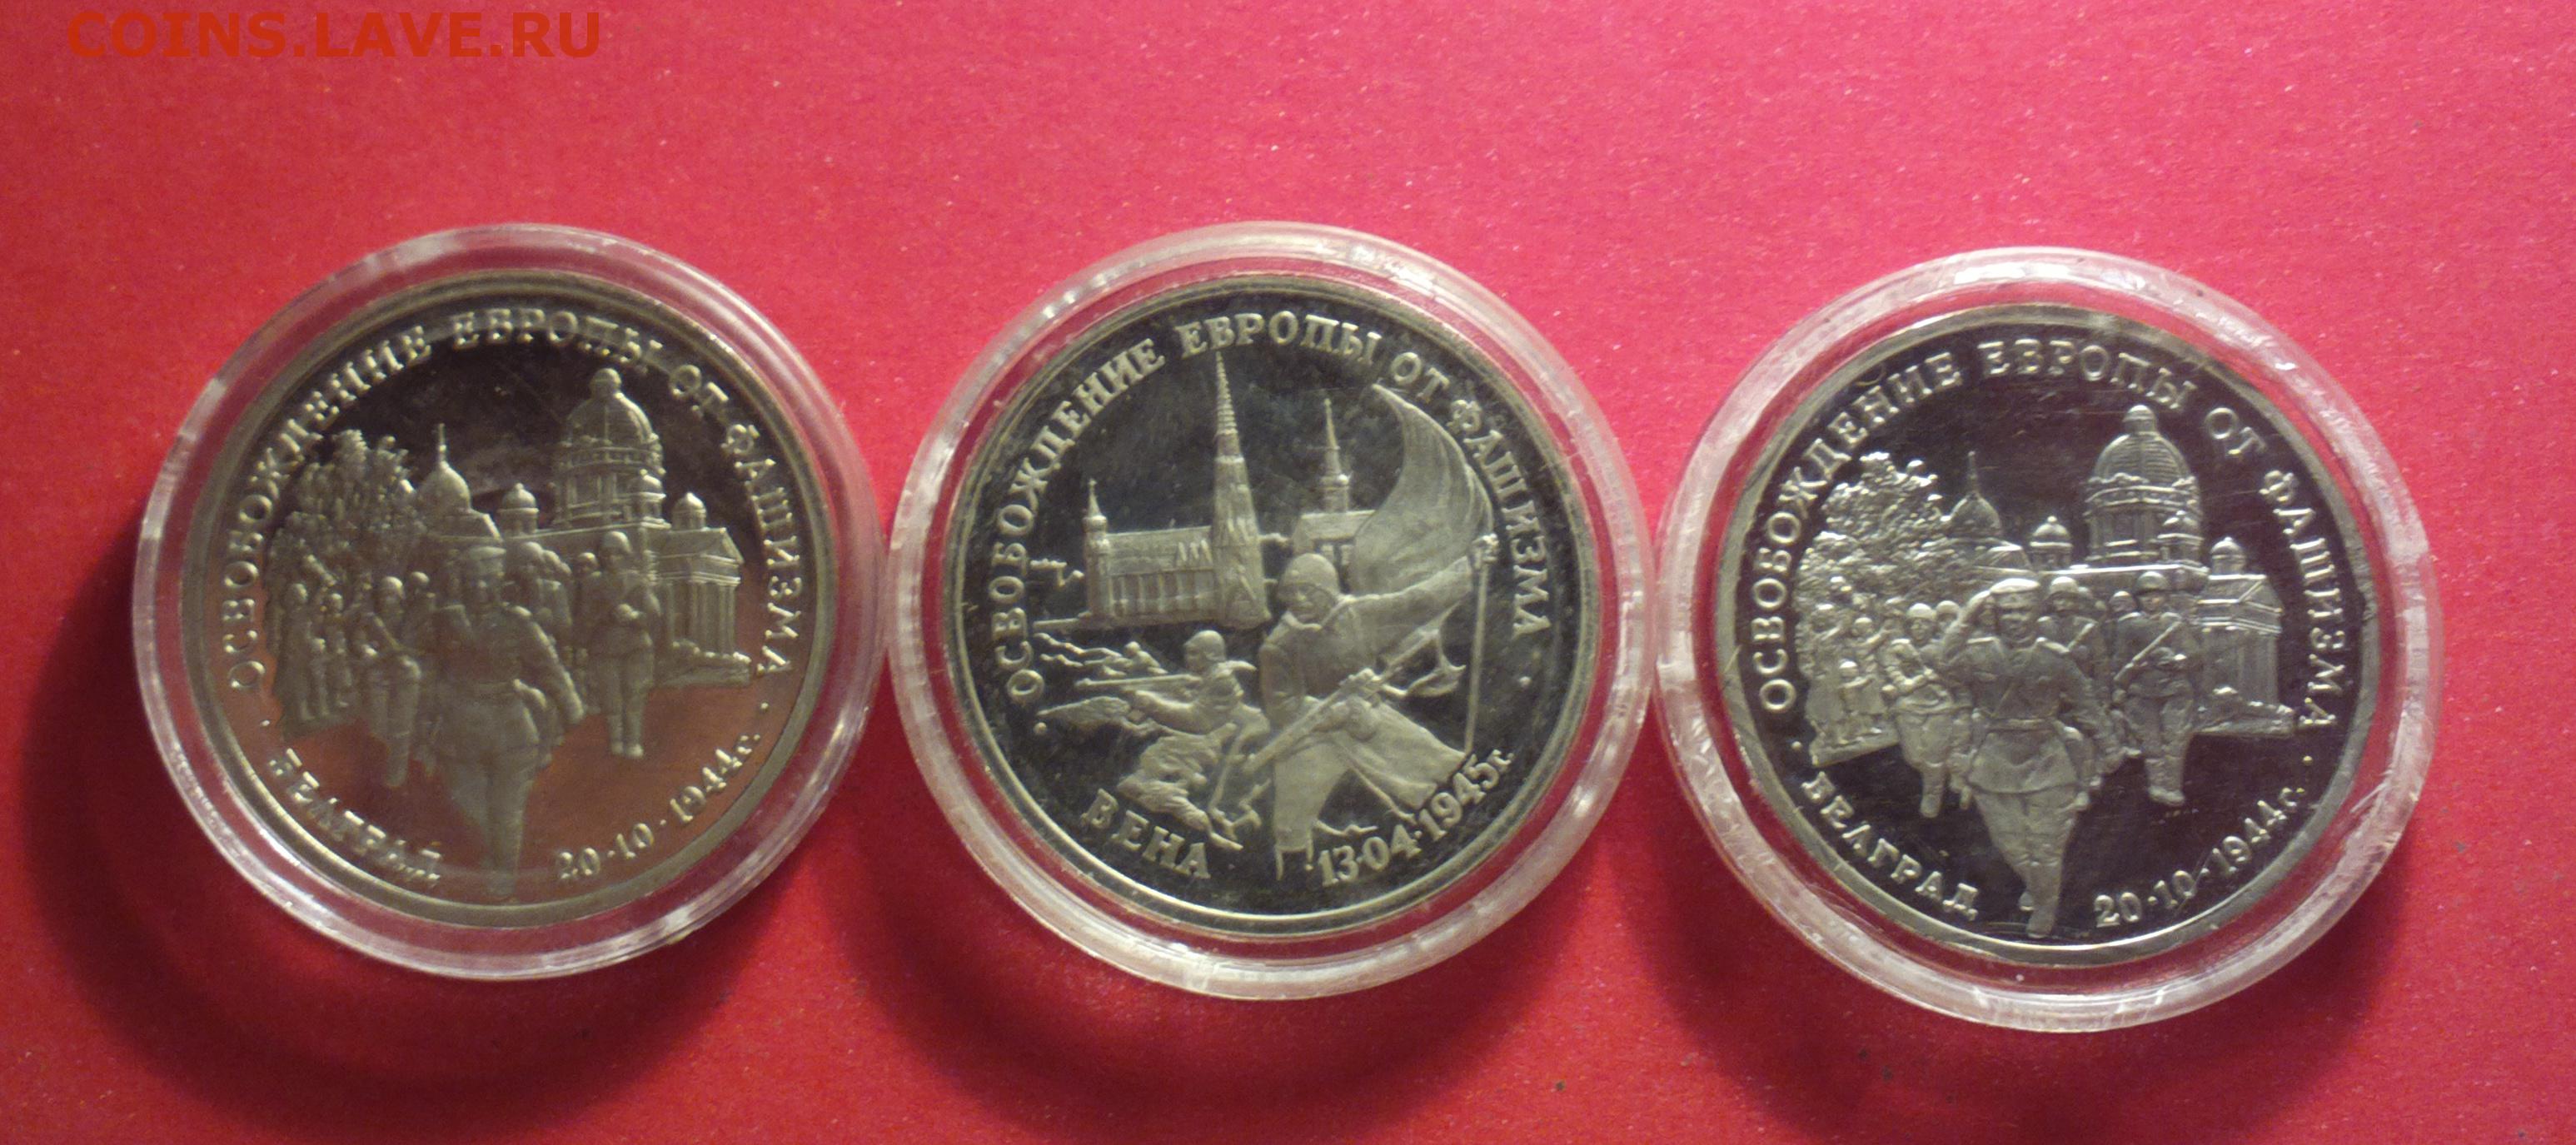 COINS.LAVE.RU
· ОСВОБОЖДЕНИЕ ЕВРОПЫ ОТ ФАШИЗМА ·
БЕЛГРАД 20·10·1944г.
· ОСВОБОЖДЕНИЕ ЕВРОПЫ ОТ ФАШИЗМА ·
ВЕНА 13·04·1945г.
· ОСВОБОЖДЕНИЕ ЕВРОПЫ ОТ ФАШИЗМА ·
БЕЛГРАД 20·10·1944г.